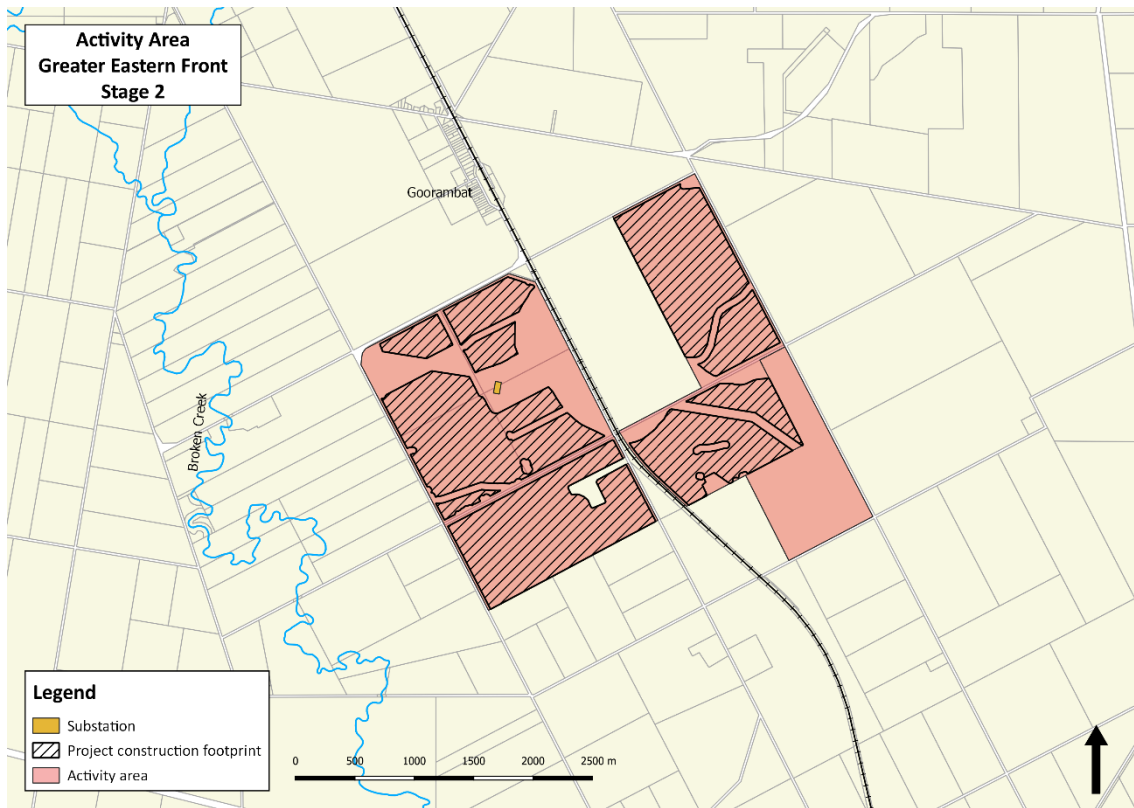 Activity Area
Greater Eastern Front
Stage 2
Goorambat
Broken Creek
Legend
Substation
Project construction footprint
Activity area
0 500 1000 1500 2000 2500 m